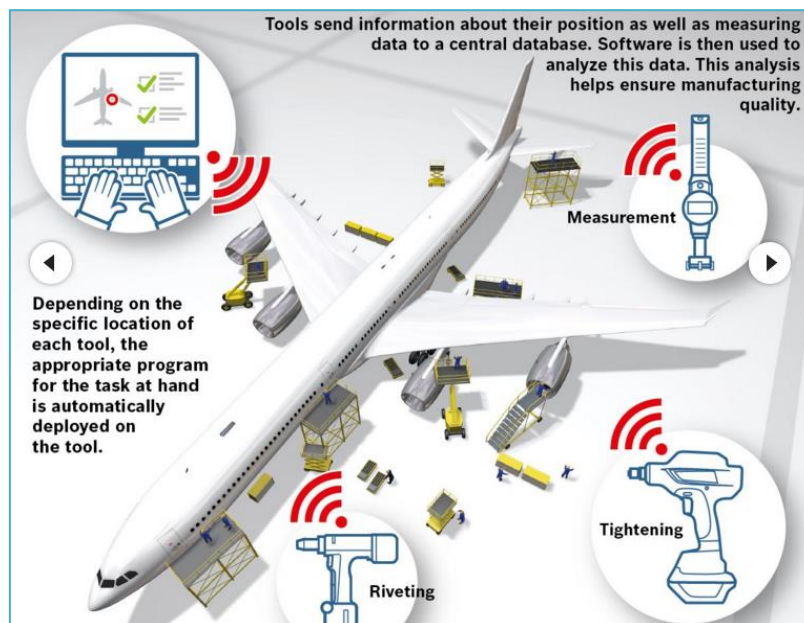 Tools send information about their position as well as measuring
data to a central database. Software is then used to
analyze this data. This analysis
helps ensure manufacturing
quality.
Measurement
Depending on the
specific location of
each tool, the
appropriate program
for the task at hand
is automatically
deployed on
the tool.
Tightening
Riveting